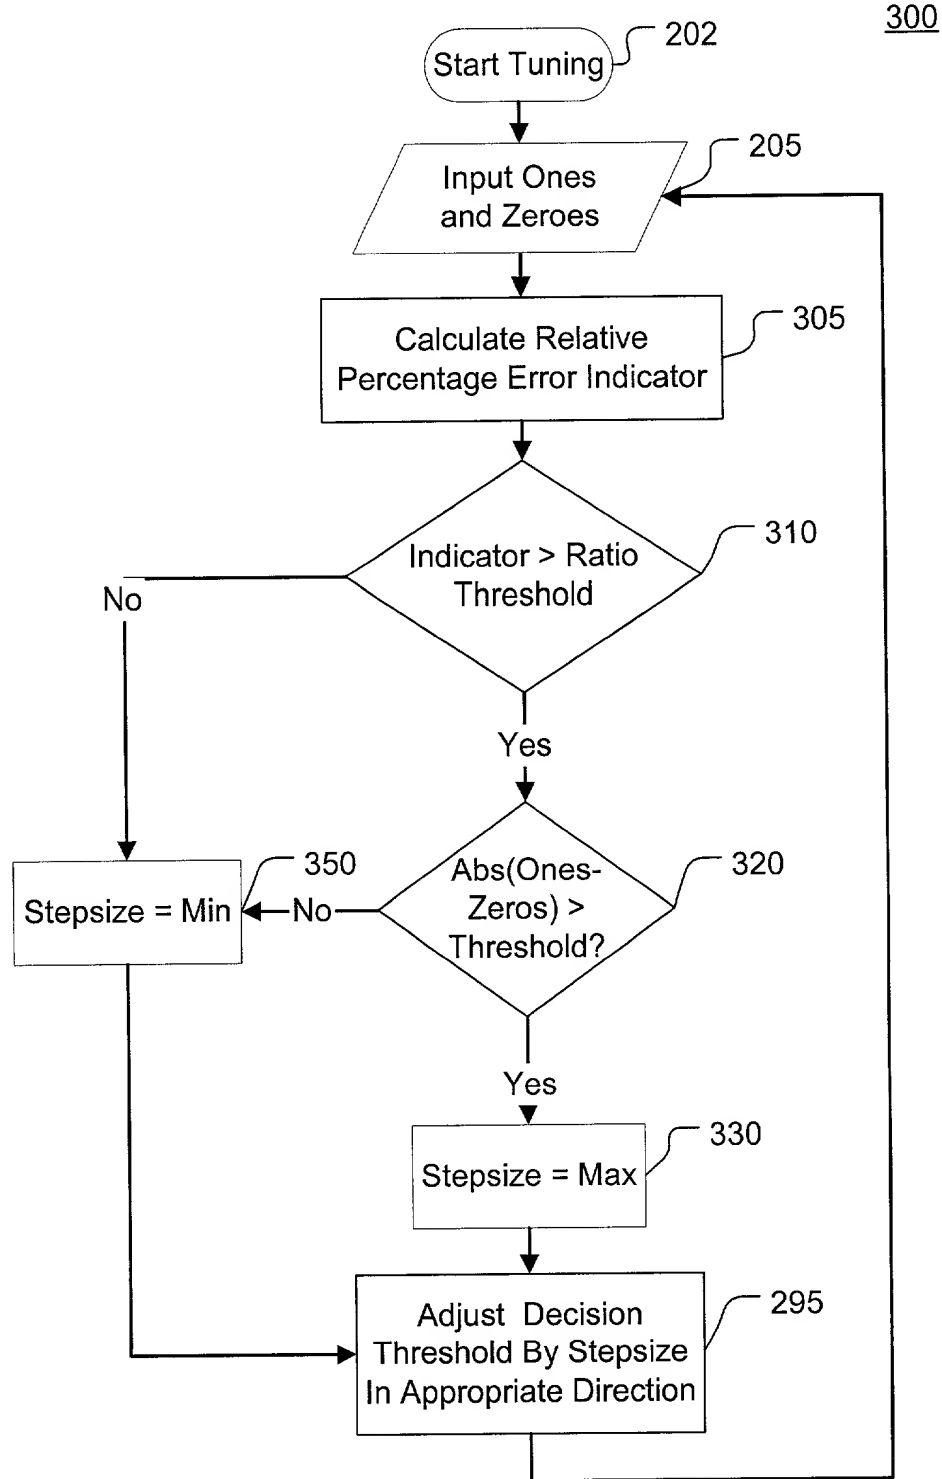 300
Start Tuning
202
Input Ones
and Zeroes
205
Calculate Relative
Percentage Error Indicator
305
Indicator > Ratio
Threshold
310
No
Yes
Abs(Ones-
Zeros) >
Threshold?
320
Stepsize = Min
350
No
Yes
Stepsize = Max
330
Adjust Decision
Threshold By Stepsize
In Appropriate Direction
295